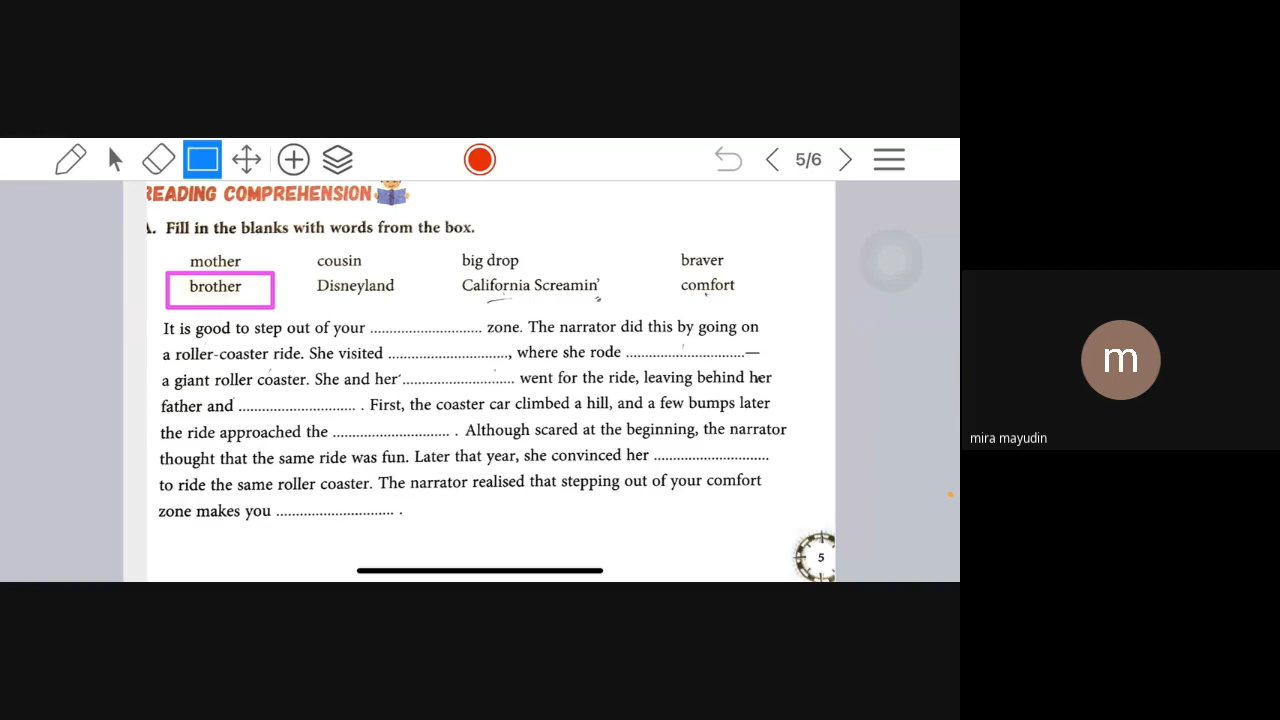 5/6
READING COMPREHENSION
A. Fill in the blanks with words from the box.
mother cousin big drop braver
brother Disneyland California Screamin' comfort
It is good to step out of your .............................. zone. The narrator did this by going on
a roller-coaster ride. She visited .............................., where she rode ..............................—
a giant roller coaster. She and her .............................. went for the ride, leaving behind her
father and .............................. . First, the coaster car climbed a hill, and a few bumps later
the ride approached the .............................. . Although scared at the beginning, the narrator
thought that the same ride was fun. Later that year, she convinced her ..............................
to ride the same roller coaster. The narrator realised that stepping out of your comfort
zone makes you .............................. .
5
m
mira mayudin